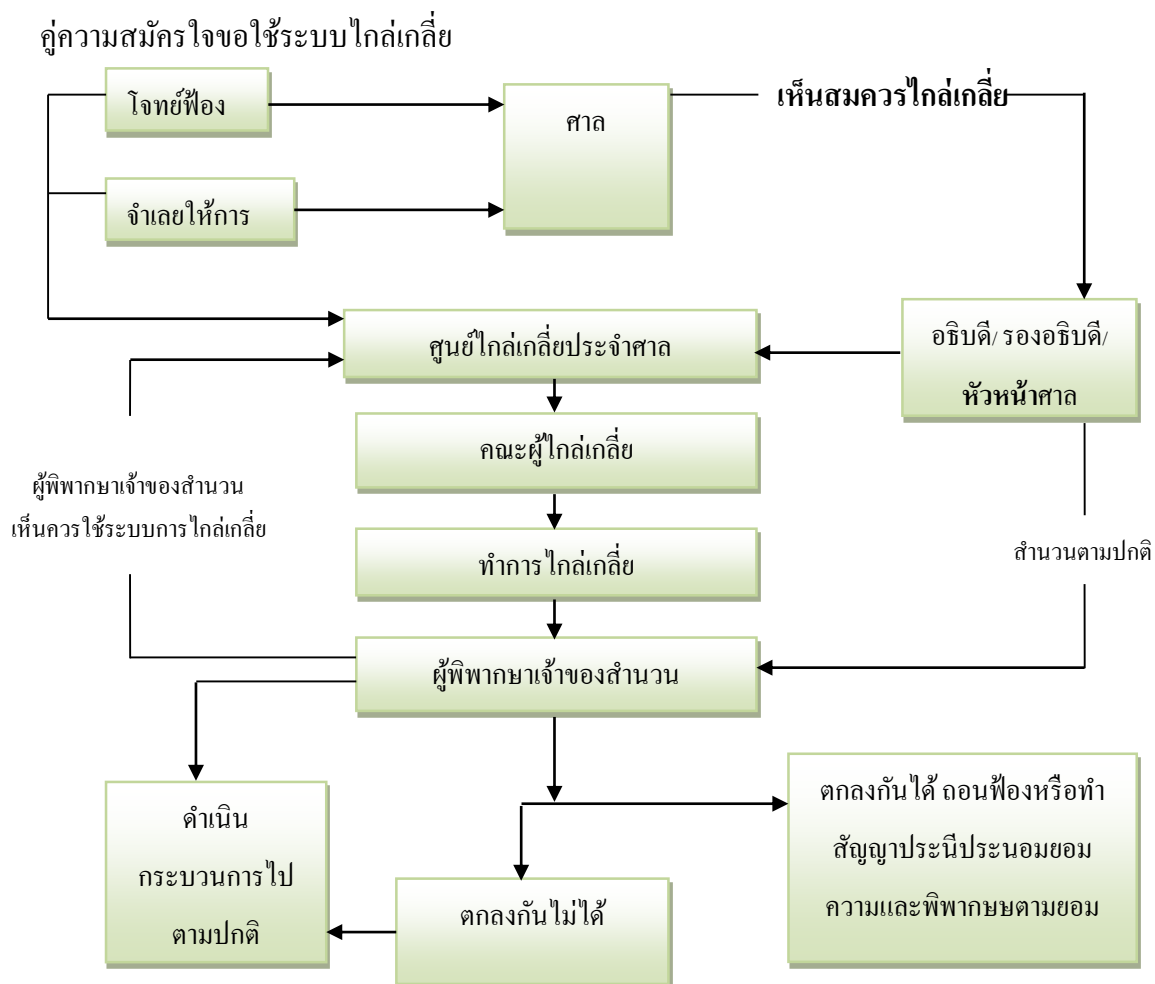 คู่ความสมัครใจขอใช้ระบบไกล่เกลี่ย
โจทย์ฟ้อง
ศาล
เห็นสมควรไกล่เกลี่ย
จำเลยให้การ
ศูนย์ไกล่เกลี่ยประจำศาล
อธิบดี/ รองอธิบดี/
หัวหน้าศาล
คณะผู้ไกล่เกลี่ย
ผู้พิพากษาเจ้าของสำนวน
เห็นควรใช้ระบบการไกล่เกลี่ย
สำนวนตามปกติ
ทำการไกล่เกลี่ย
ผู้พิพากษาเจ้าของสำนวน
ดำเนิน
กระบวนการไป
ตามปกติ
ตกลงกันไม่ได้
ตกลงกันได้ ถอนฟ้องหรือทำ
สัญญาประนีประนอมยอม
ความและพิพากษษตามยอม